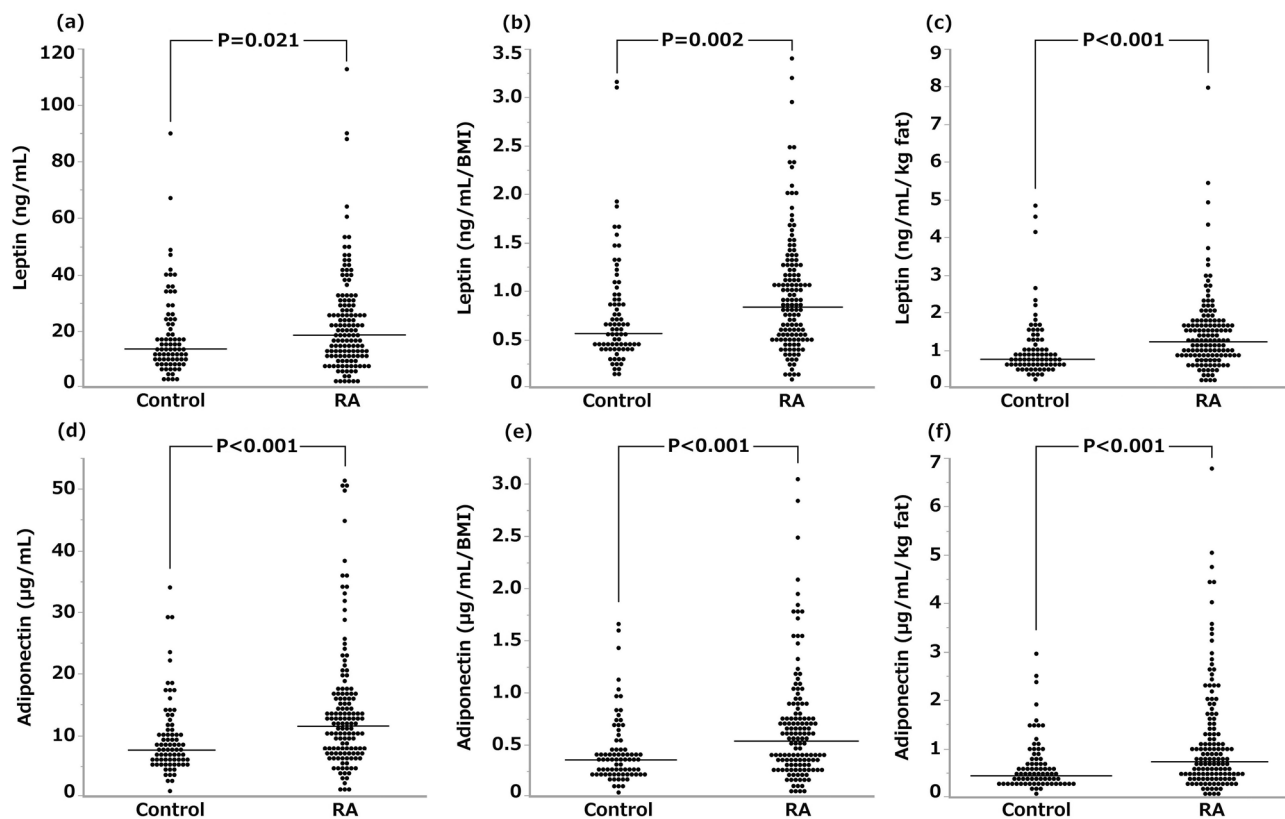 (a)
P=0.021
Leptin (ng/mL)
120
100
80
60
40
20
0
Control
RA
(b)
P=0.002
Leptin (ng/mL/BMI)
3.5
3.0
2.5
2.0
1.5
1.0
0.5
0
Control
RA
(c)
P<0.001
Leptin (ng/mL/kg fat)
9
8
7
6
5
4
3
2
1
0
Control
RA
(d)
P<0.001
Adiponectin (µg/mL)
50
40
30
20
10
0
Control
RA
(e)
P<0.001
Adiponectin (µg/mL/BMI)
3.0
2.5
2.0
1.5
1.0
0.5
0
Control
RA
(f)
P<0.001
Adiponectin (µg/mL/kg fat)
7
6
5
4
3
2
1
0
Control
RA